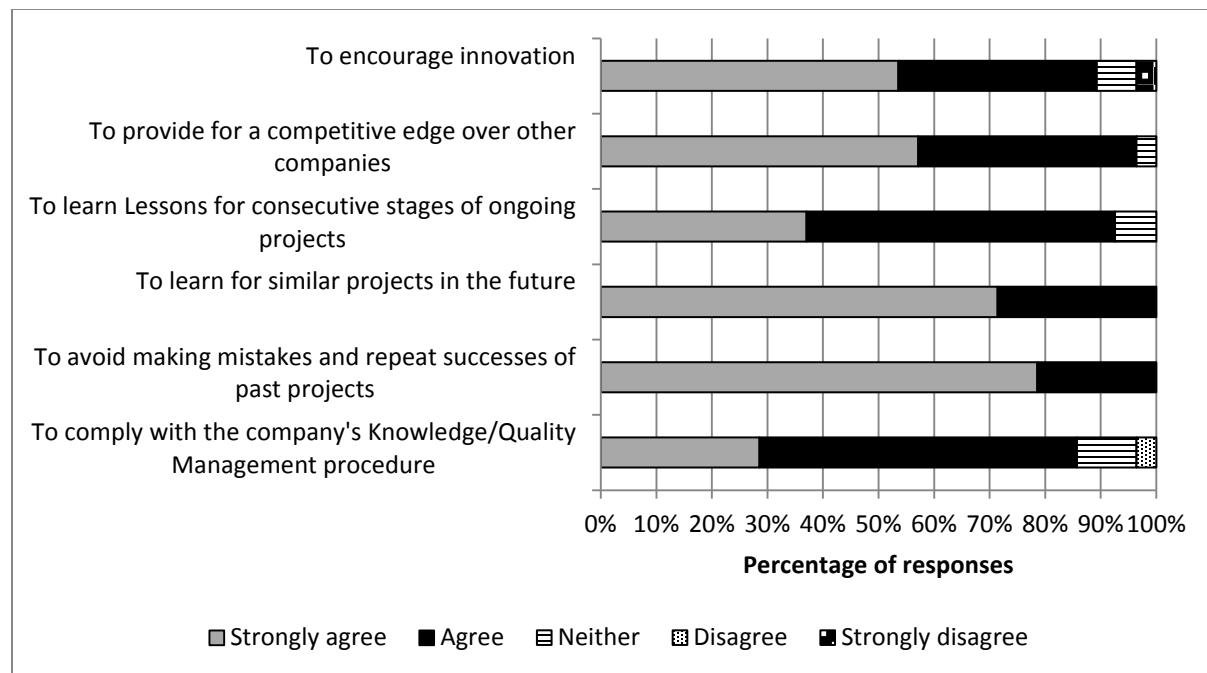 To encourage innovation
To provide for a competitive edge over other
companies
To learn Lessons for consecutive stages of ongoing
projects
To learn for similar projects in the future
To avoid making mistakes and repeat successes of
past projects
To comply with the company's Knowledge/Quality
Management procedure
0% 10% 20% 30% 40% 50% 60% 70% 80% 90% 100%
Percentage of responses
Strongly agree Agree Neither Disagree Strongly disagree